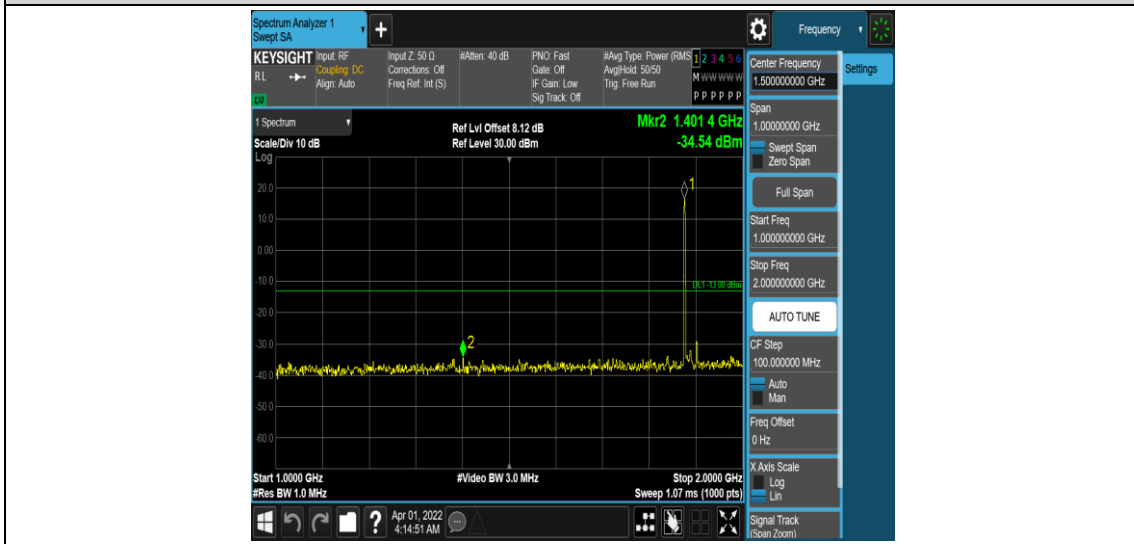 Spectrum Analyzer 1
Swept SA
+
Frequency
KEYSIGHT
RL
LXI
Input: RF
Coupling: DC
Align: Auto
Input Z: 50 Ω
Corrections: Off
Freq Ref: Int (S)
#Atten: 40 dB
PNO: Fast
Gate: Off
IF Gain: Low
Sig Track: Off
#Avg Type: Power (RMS
Avg|Hold: 50/50
Trig: Free Run
1 2 3 4 5 6
M W W W W W
P P P P P P
Center Frequency
1.500000000 GHz
Settings
Span
1.00000000 GHz
Swept Span
Zero Span
Full Span
Start Freq
1.000000000 GHz
Stop Freq
2.000000000 GHz
AUTO TUNE
CF Step
100.000000 MHz
Auto
Man
Freq Offset
0 Hz
X Axis Scale
Log
Lin
Signal Track
(Span Zoom)
1 Spectrum
Scale/Div 10 dB
Ref Lvl Offset 8.12 dB
Ref Level 30.00 dBm
Mkr2 1.401 4 GHz
-34.54 dBm
Log
20.0
10.0
0.00
-10.0
-20.0
-30.0
-40.0
-50.0
-60.0
1
2
DL1 -13.00 dBm
Start 1.0000 GHz
#Res BW 1.0 MHz
#Video BW 3.0 MHz
Stop 2.0000 GHz
Sweep 1.07 ms (1000 pts)
?
Apr 01, 2022
4:14:51 AM